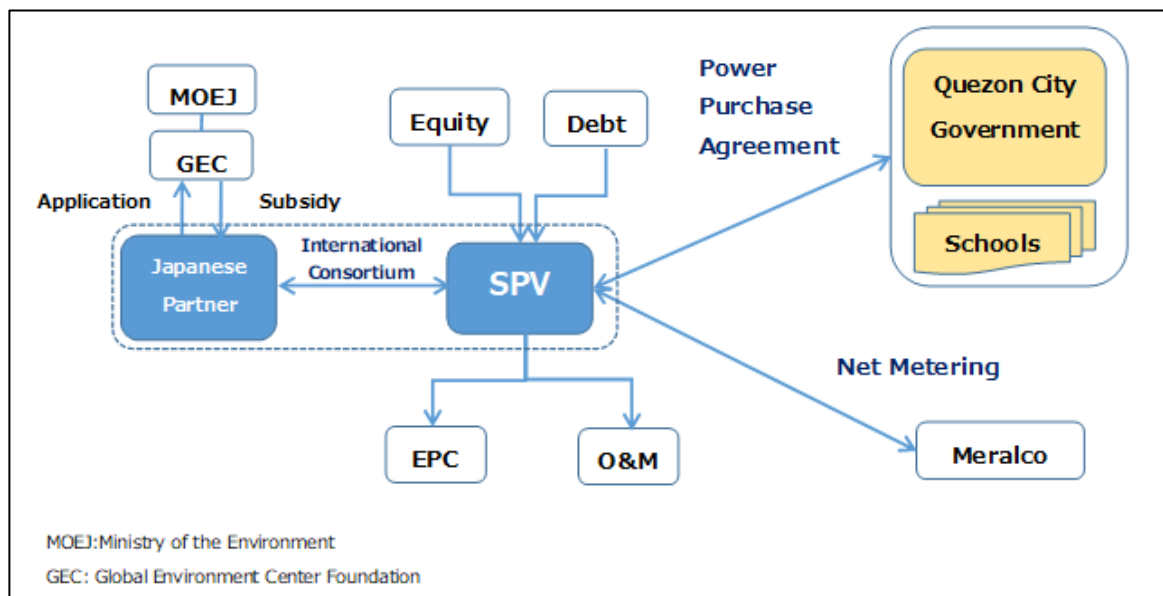 MOEJ
GEC
Application
Subsidy
Equity
Debt
Power
Purchase
Agreement
Quezon City
Government
Schools
Japanese
Partner
International
Consortium
SPV
Net Metering
EPC
O&M
Meralco
MOEJ:Ministry of the Environment
GEC: Global Environment Center Foundation